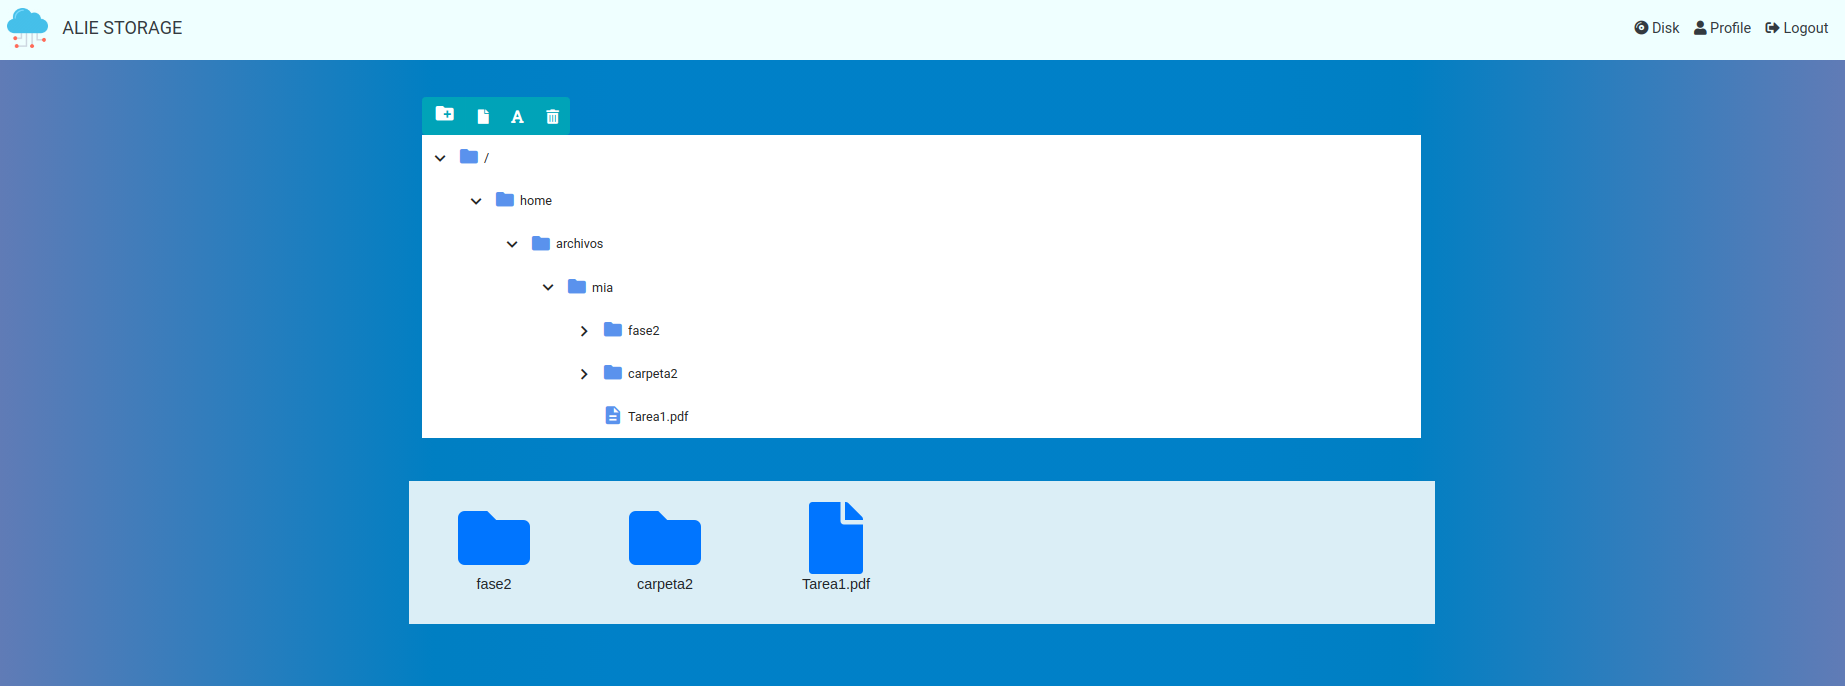 ALIE STORAGE
Disk Profile Logout
/
home
archivos
mia
fase2
carpeta2
Tarea1.pdf
fase2 carpeta2 Tarea1.pdf